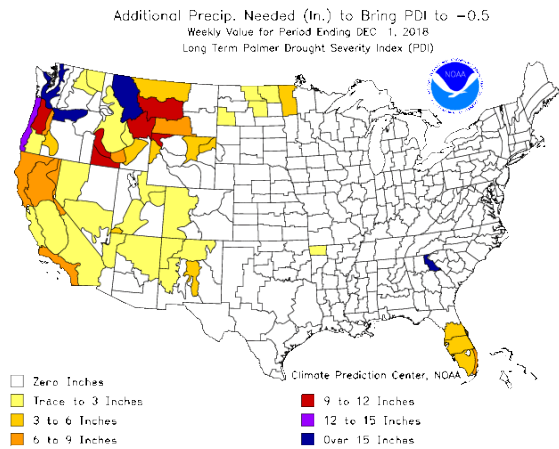 Additional Precip. Needed (In.) to Bring PDI to -0.5
Weekly Value for Period Ending DEC 1, 2018
Long Term Palmer Drought Severity Index (PDI)
NOAA
Climate Prediction Center, NOAA
Zero Inches
Trace to 3 Inches
3 to 6 Inches
6 to 9 Inches
9 to 12 Inches
12 to 15 Inches
Over 15 Inches